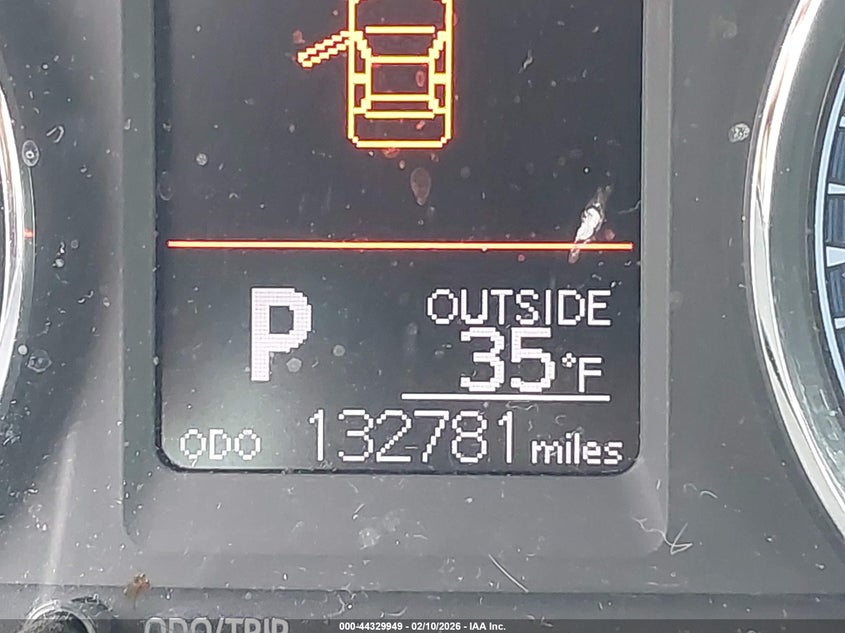 P
OUTSIDE
35°F
ODO 132781 miles
ODO/TRIP
000-44329949 - 02/10/2026 - IAA Inc.